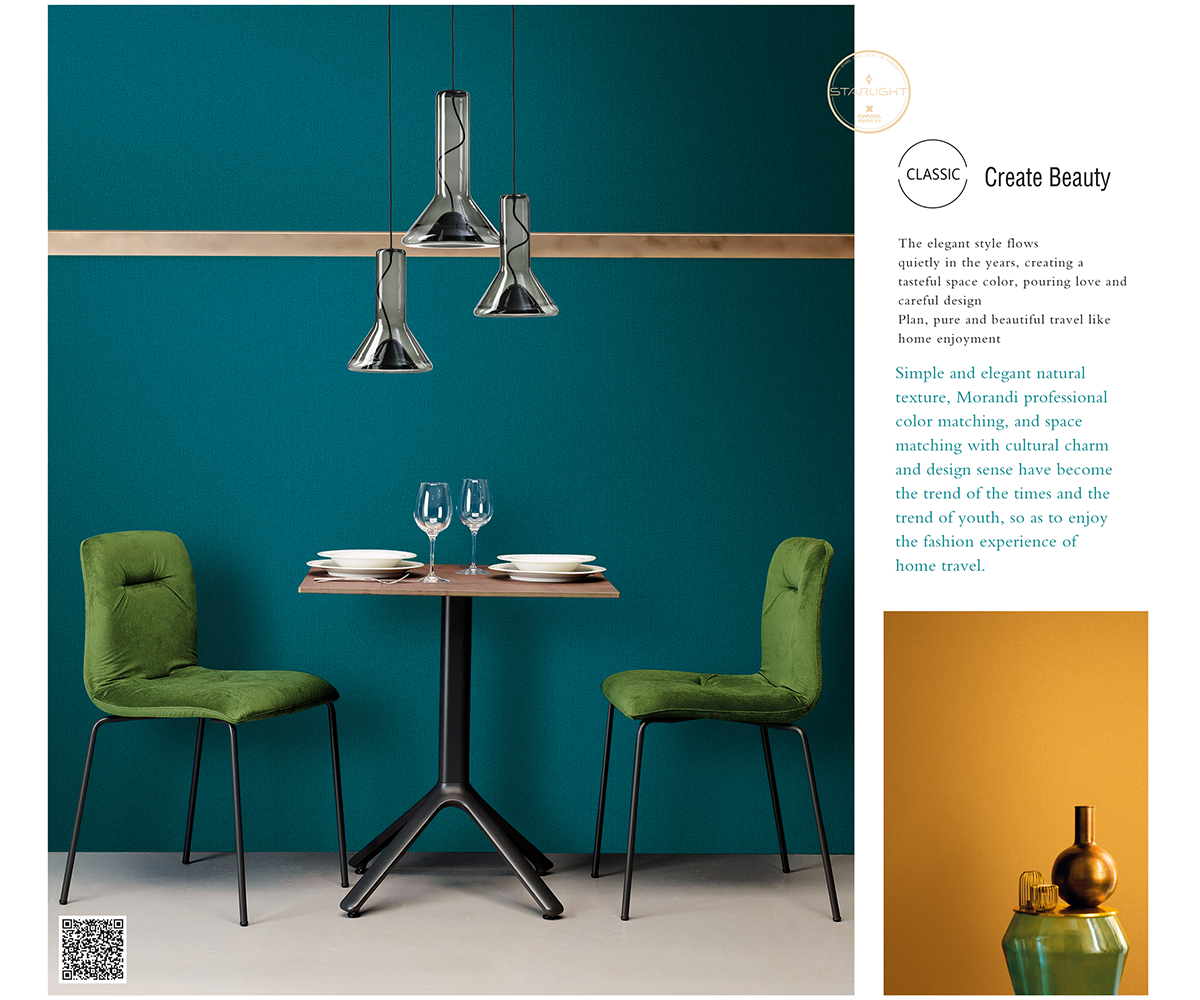 STARLIGHT
CLASSIC
Create Beauty
The elegant style flows
quietly in the years, creating a
tasteful space color, pouring love and
careful design
Plan, pure and beautiful travel like
home enjoyment
Simple and elegant natural
texture, Morandi professional
color matching, and space
matching with cultural charm
and design sense have become
the trend of the times and the
trend of youth, so as to enjoy
the fashion experience of
home travel.